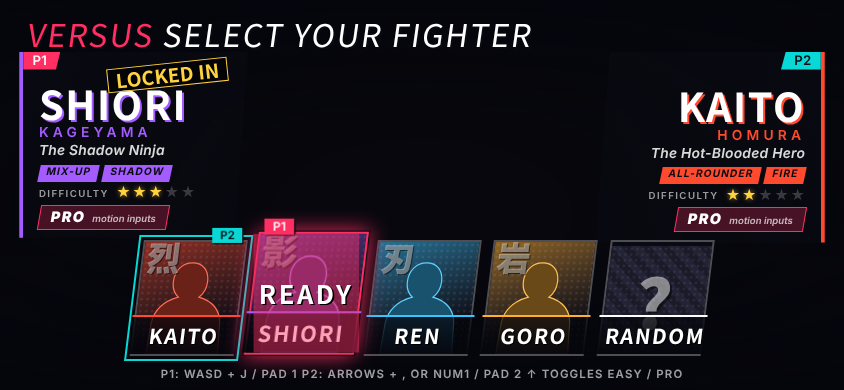 VERSUS SELECT YOUR FIGHTER
P1
LOCKED IN
SHIORI
KAGEYAMA
The Shadow Ninja
MIX-UP SHADOW
DIFFICULTY ★★★★★
PRO motion inputs
P2
KAITO
HOMURA
The Hot-Blooded Hero
ALL-ROUNDER FIRE
DIFFICULTY ★★★★★
PRO motion inputs
P2
烈
KAITO
P1
影
READY
SHIORI
刃
REN
岩
GORO
?
RANDOM
P1: WASD + J / PAD 1 P2: ARROWS + , OR NUM1 / PAD 2 ↑ TOGGLES EASY / PRO